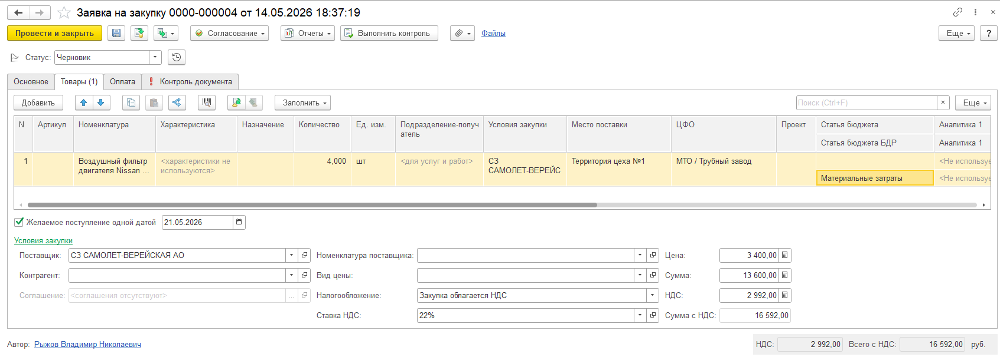 Заявка на закупку 0000-000004 от 14.05.2026 18:37:19
Провести и закрыть Согласование Отчеты Выполнить контроль Файлы Еще ?
Статус: Черновик
Основное Товары (1) Оплата Контроль документа
Добавить Заполнить Поиск (Ctrl+F) × Еще
N Артикул Номенклатура Характеристика Назначение Количество Ед. изм. Подразделение-получ Условия закупки Место поставки ЦФО Проект Статья бюджета Аналитика 1
атель
Статья бюджета БДР Аналитика 1
1 Воздушный фильтр <характеристики не 4,000 шт <для услуг и работ> СЗ Территория цеха №1 МТО / Трубный завод <Не используе
двигателя Nissan ... используются> САМОЛЕТ-ВЕРЕЙС
Материальные затраты <Не используе
Желаемое поступление одной датой 21.05.2026
Условия закупки
Поставщик: СЗ САМОЛЕТ-ВЕРЕЙСКАЯ АО Номенклатура поставщика: Цена: 3 400,00
Контрагент: Вид цены: Сумма: 13 600,00
Соглашение: <соглашения отсутствуют> ... Налогообложение: Закупка облагается НДС НДС: 2 992,00
Ставка НДС: 22% Сумма с НДС: 16 592,00
Автор: Рыжов Владимир Николаевич НДС: 2 992,00 Всего с НДС: 16 592,00 руб.